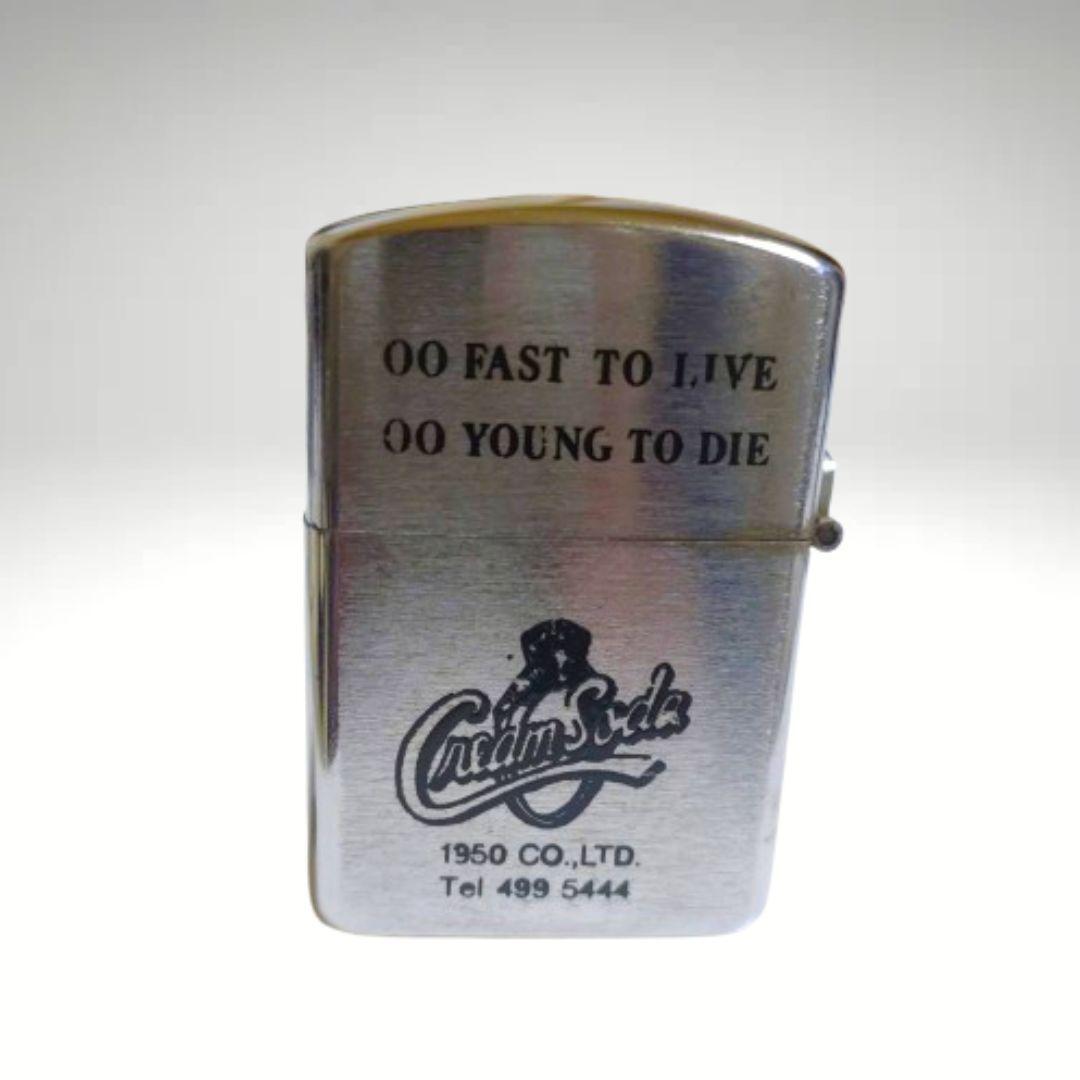 OO FAST TO LIVE
OO YOUNG TO DIE
Cream Soda
1950 CO.,LTD.
Tel 499 5444